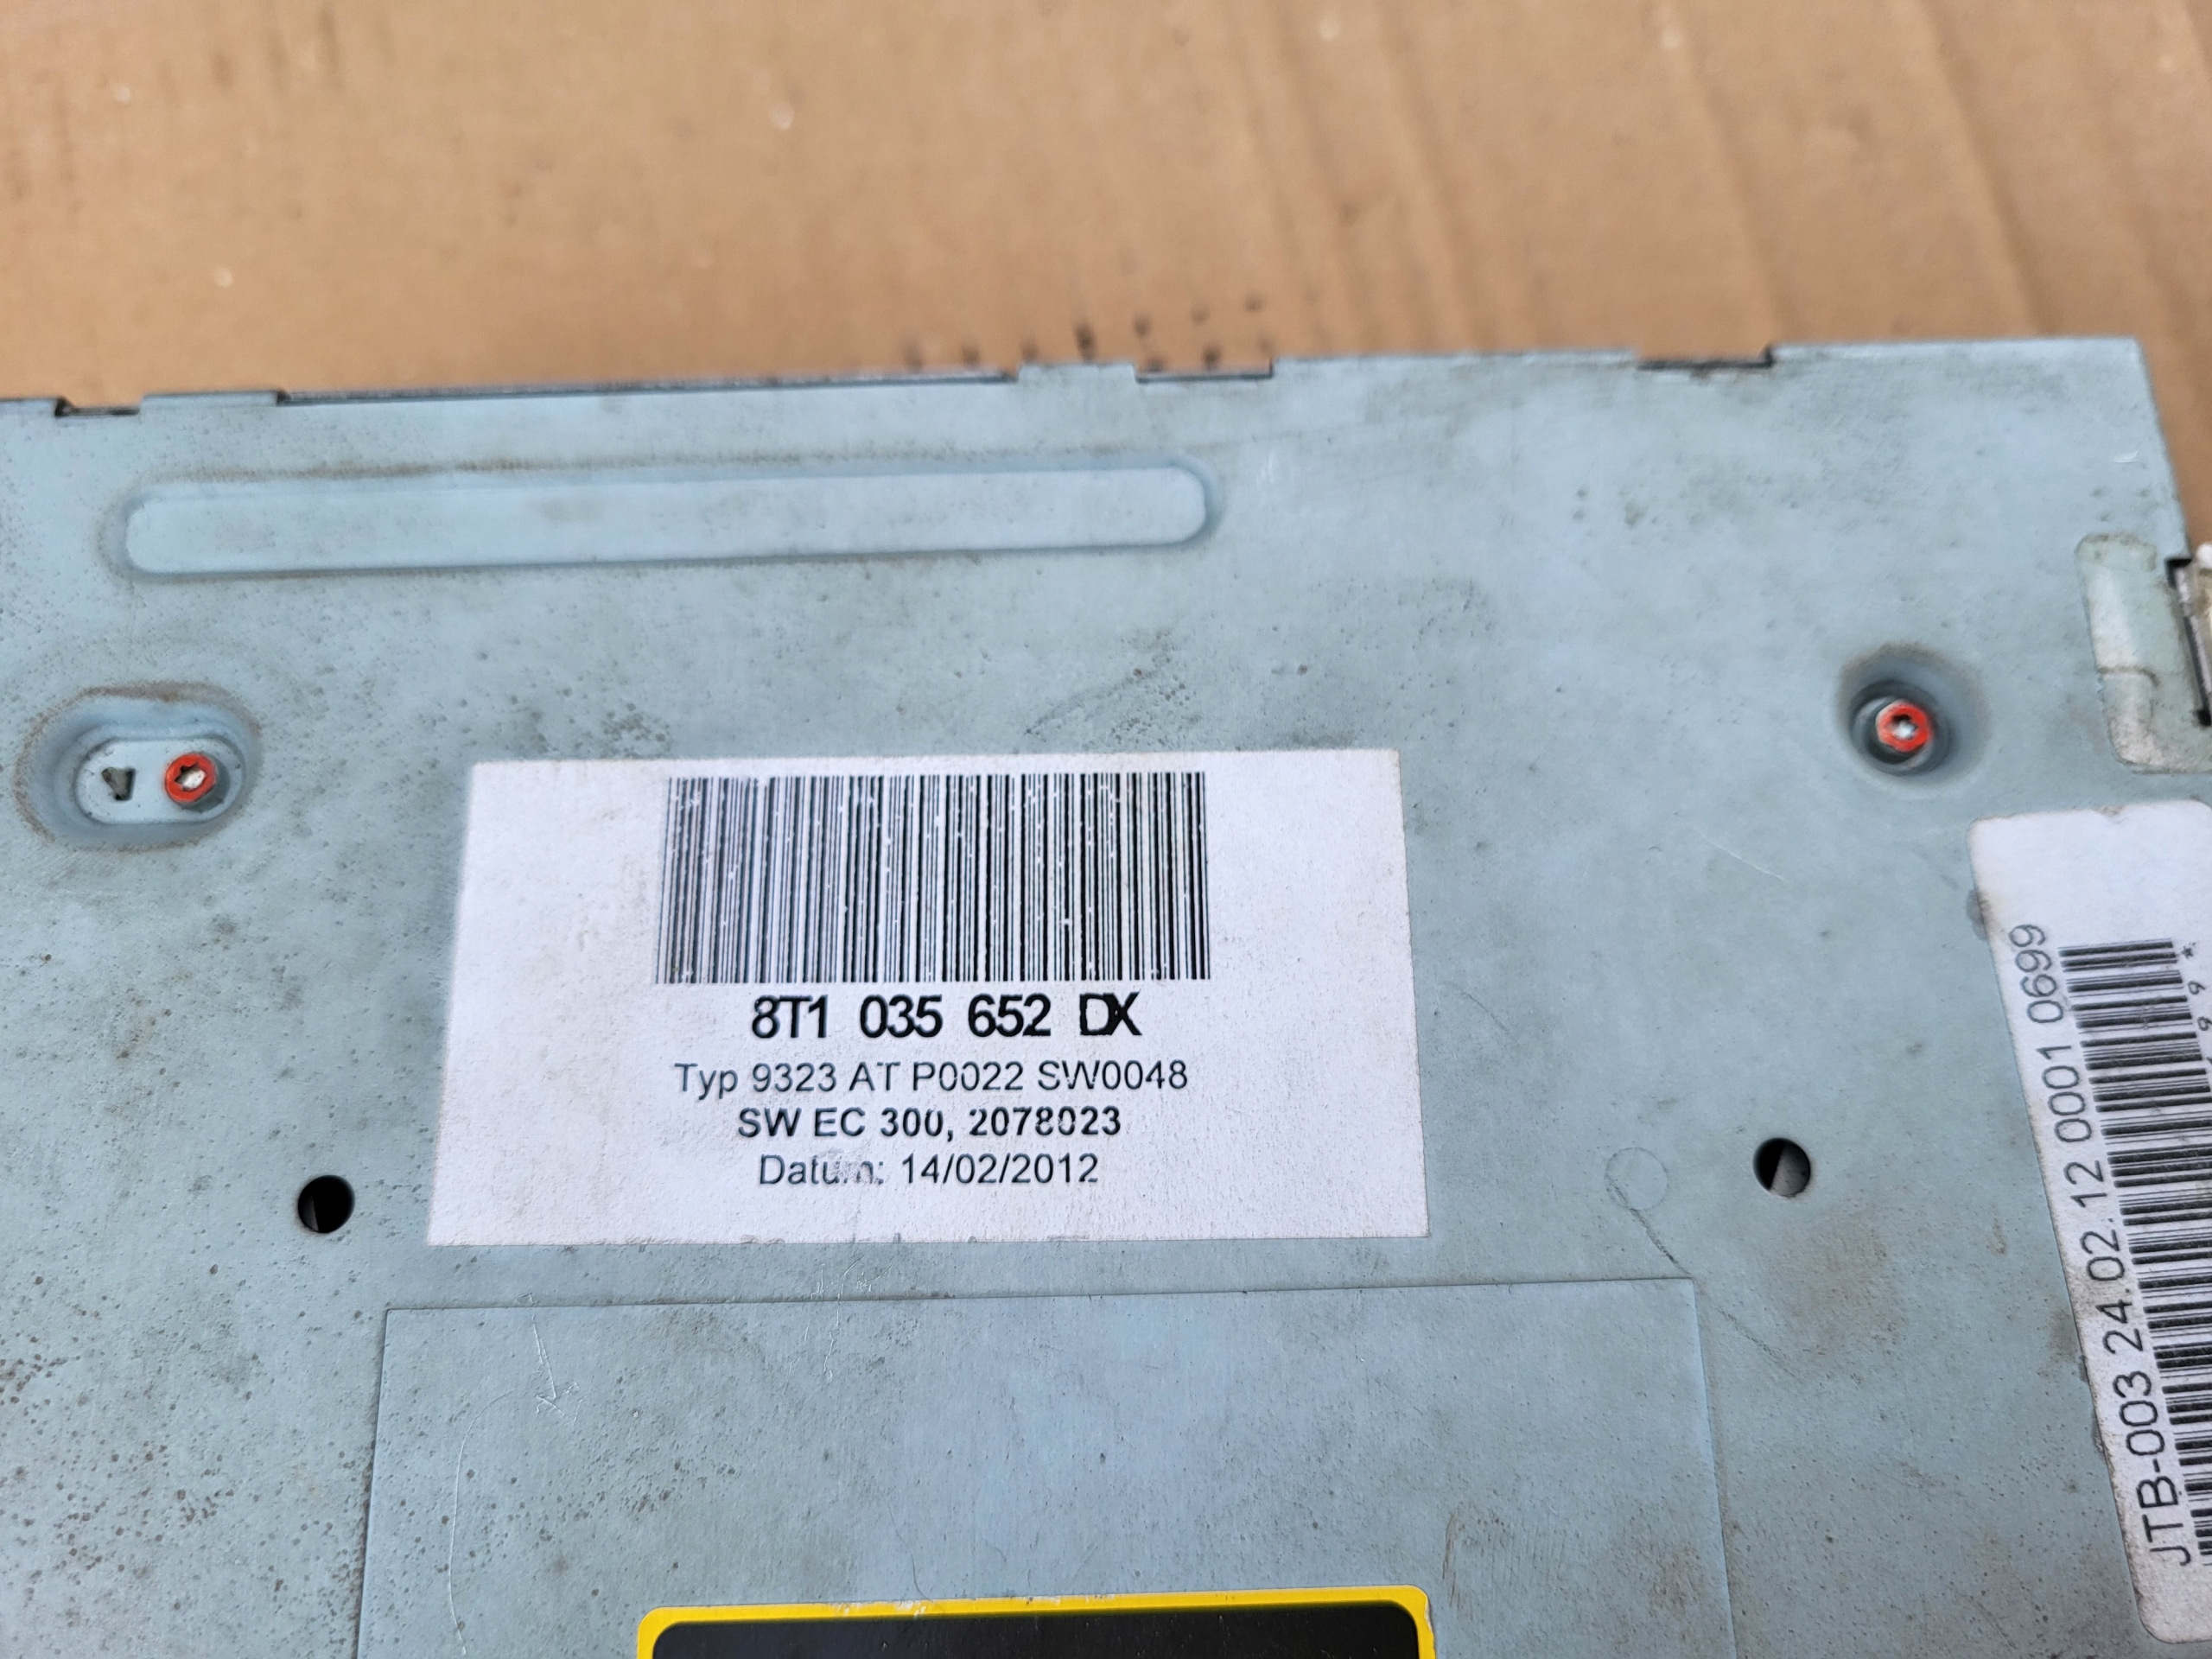 8T1 035 652 DX
Typ 9323 AT P0022 SW0048
SW EC 300, 2078023
Datum: 14/02/2012
JTB-003 24.02.12 0001 0699